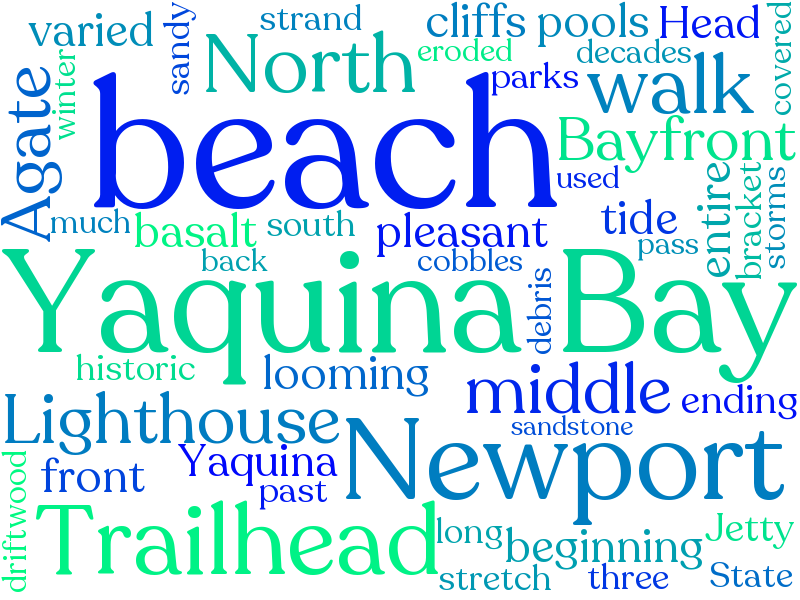 varied
sandy
strand
North
cliffs
pools
Head
covered
eroded
decades
parks
walk
Agate
winter
beach
Bayfront
used
entire
bracket
storms
much
basalt
south
pleasant
tide
pass
back
cobbles
Yaquina Bay
debris
historic
looming
middle
ending
Lighthouse
sandstone
Newport
front
Yaquina
past
driftwood
Trailhead
long
beginning
Jetty
stretch
three
State